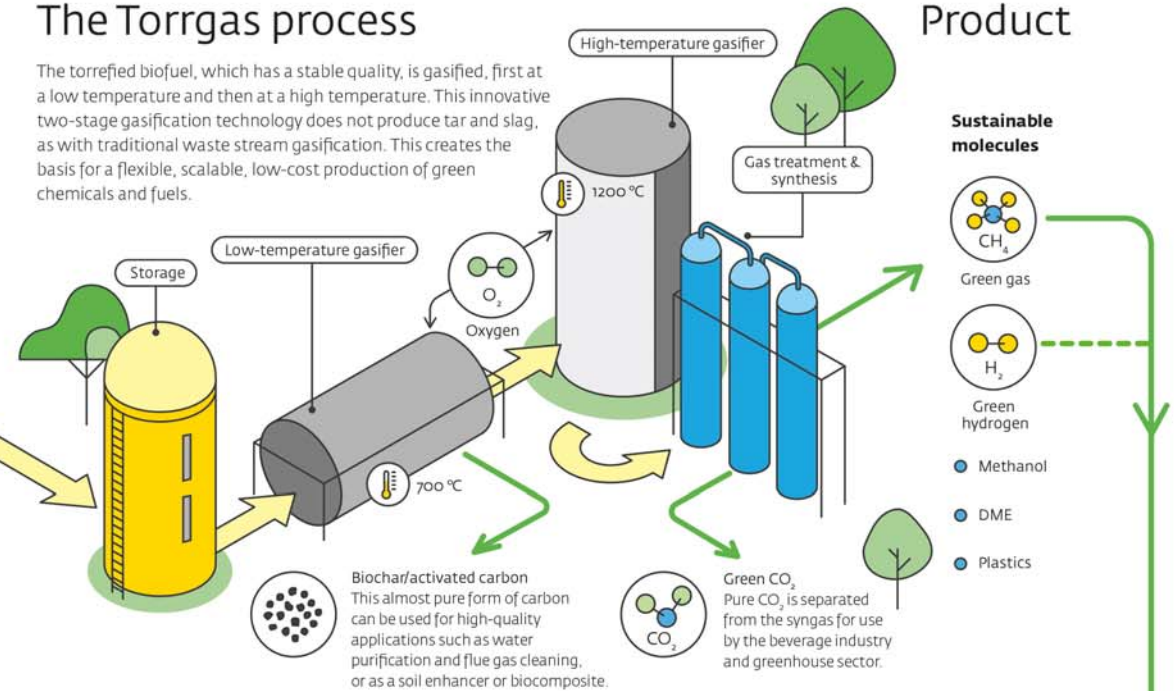 The Torrgas process
The torrefied biofuel, which has a stable quality, is gasified, first at
a low temperature and then at a high temperature. This innovative
two-stage gasification technology does not produce tar and slag,
as with traditional waste stream gasification. This creates the
basis for a flexible, scalable, low-cost production of green
chemicals and fuels.
Storage
Low-temperature gasifier
700 °C
O₂
Oxygen
High-temperature gasifier
1200 °C
Gas treatment &
synthesis
Biochar/activated carbon
This almost pure form of carbon
can be used for high-quality
applications such as water
purification and flue gas cleaning,
or as a soil enhancer or biocomposite.
CO₂
Green CO₂
Pure CO₂ is separated
from the syngas for use
by the beverage industry
and greenhouse sector.
Product
Sustainable
molecules
CH₄
Green gas
H₂
Green
hydrogen
Methanol
DME
Plastics